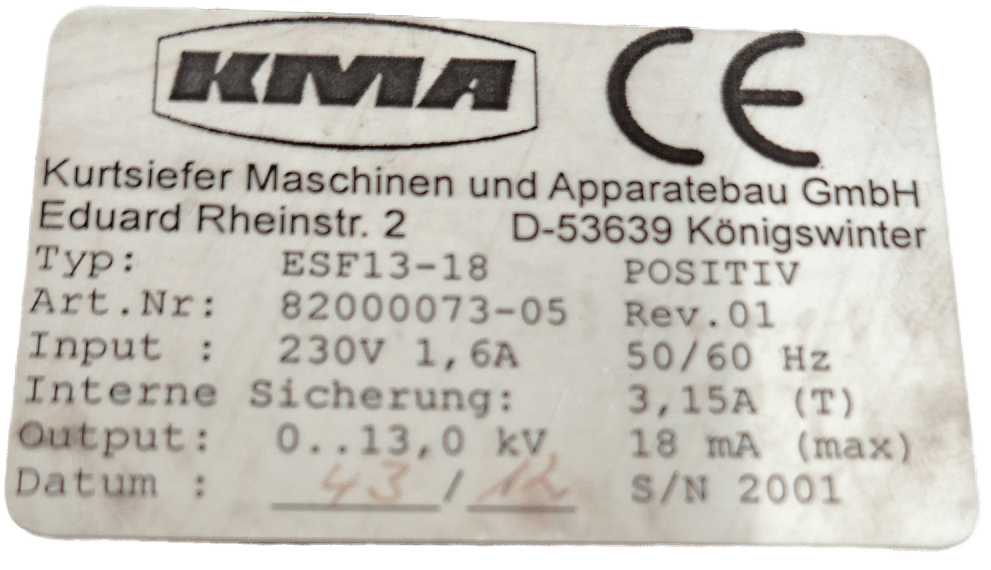 KMA CE
Kurtsiefer Maschinen und Apparatebau GmbH
Eduard Rheinstr. 2 D-53639 Königswinter
Typ: ESF13-18 POSITIV
Art.Nr: 82000073-05 Rev.01
Input : 230V 1,6A 50/60 Hz
Interne Sicherung: 3,15A (T)
Output: 0..13,0 kV 18 mA (max)
Datum : 43 / 12 S/N 2001